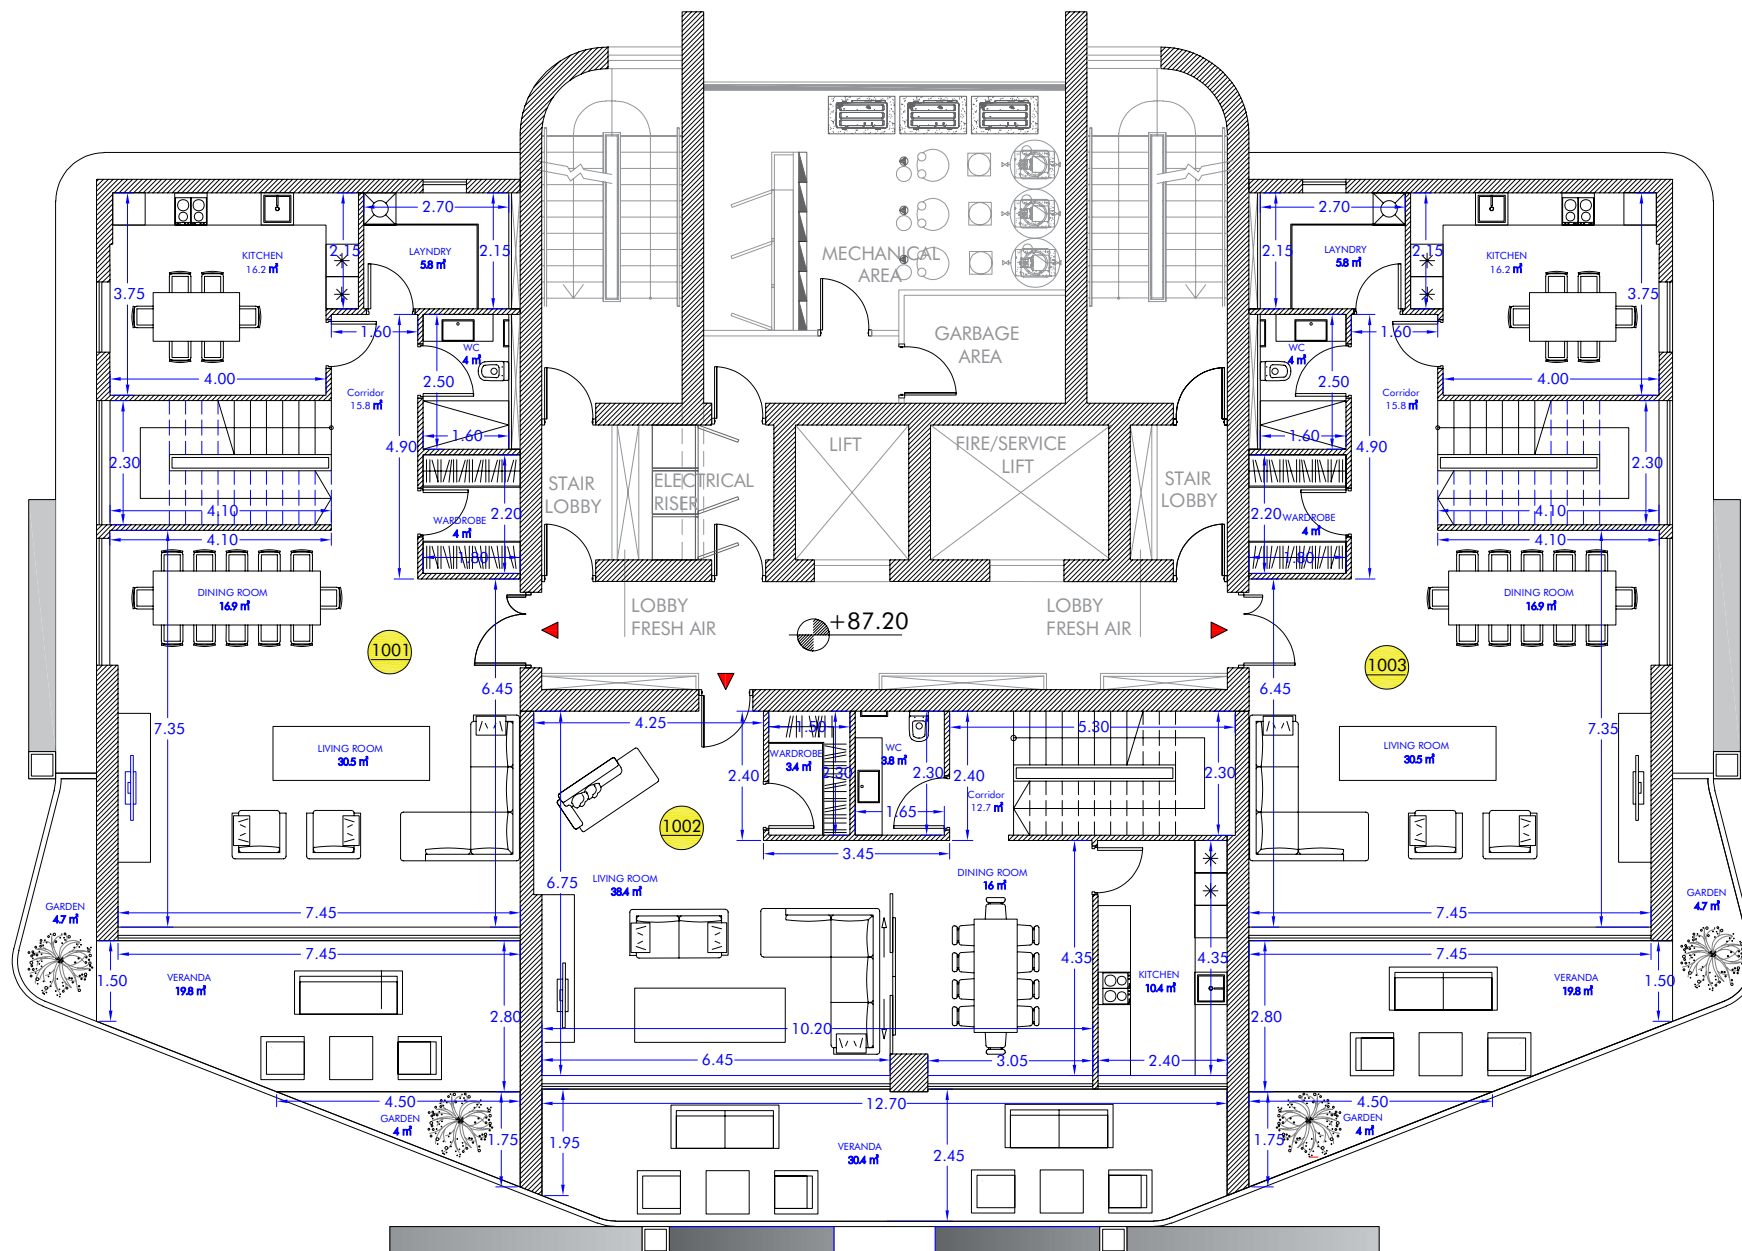 2.70
2.15
2.15
KITCHEN
16.2 m²
LAYNDRY
5.8 m²
3.75
1.60
WC
4 m²
4.00
2.50
Corridor
15.8 m²
1.60
4.90
2.30
4.10
4.10
2.20
WARDROBE
4 m²
1.80
DINING ROOM
16.9 m²
1001
6.45
7.35
LIVING ROOM
30.5 m²
7.45
7.45
GARDEN
4.7 m²
1.50
VERANDA
19.8 m²
2.80
4.50
GARDEN
4 m²
1.75
MECHANICAL
AREA
GARBAGE
AREA
STAIR
LOBBY
ELECTRICAL
RISER
LIFT
FIRE/SERVICE
LIFT
STAIR
LOBBY
LOBBY
FRESH AIR
+87.20
LOBBY
FRESH AIR
4.25
1.50
5.30
2.40
WARDROBE
3.4 m²
2.30
WC
3.8 m²
2.30
2.40
2.30
Corridor
12.7 m²
1.65
1002
3.45
6.75
LIVING ROOM
38.4 m²
DINING ROOM
16 m²
4.35
KITCHEN
10.4 m²
4.35
10.20
6.45
3.05
2.40
12.70
1.95
VERANDA
30.4 m²
2.45
2.70
2.15
2.15
LAYNDRY
5.8 m²
KITCHEN
16.2 m²
3.75
1.60
WC
4 m²
4.00
2.50
Corridor
15.8 m²
1.60
4.90
2.30
4.10
4.10
2.20
WARDROBE
4 m²
1.80
DINING ROOM
16.9 m²
1003
6.45
7.35
LIVING ROOM
30.5 m²
7.45
7.45
GARDEN
4.7 m²
1.50
VERANDA
19.8 m²
2.80
4.50
GARDEN
4 m²
1.75